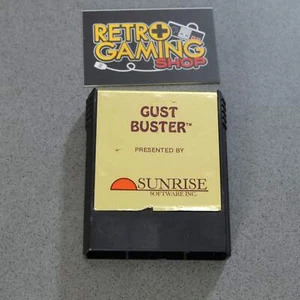 RETRO
GAMING
SHOP
GUST
BUSTER™
PRESENTED BY
SUNRISE
SOFTWARE INC.